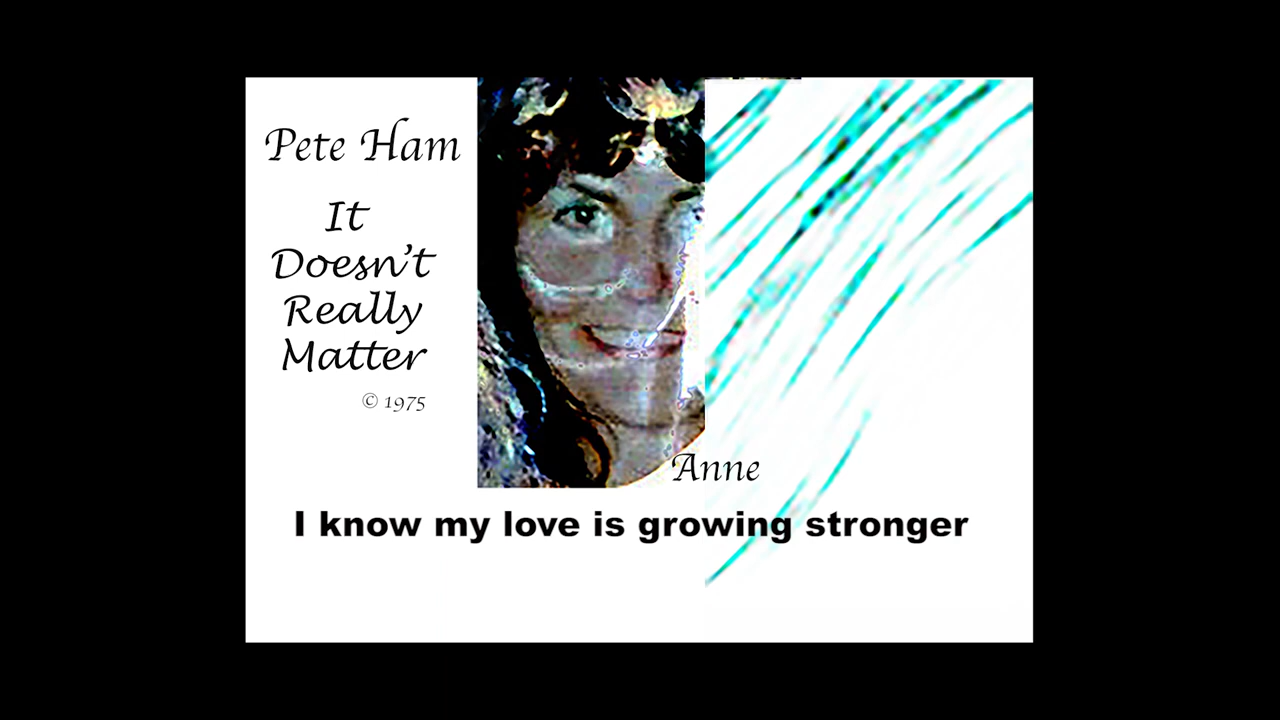 Pete Ham
It
Doesn't
Really
Matter
© 1975
Anne
I know my love is growing stronger